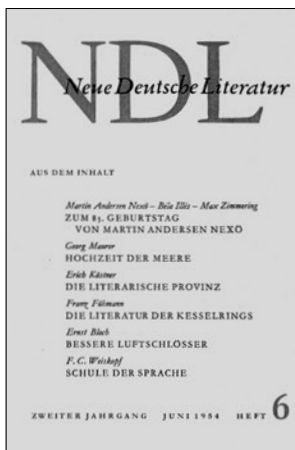 NDL
Neue Deutsche Literatur
AUS DEM INHALT
Martin Andersen Nexö – Béla Illés – Max Zimmering
ZUM 85. GEBURTSTAG
VON MARTIN ANDERSEN NEXÖ
Georg Maurer
HOCHZEIT DER MEERE
Erich Kästner
DIE LITERARISCHE PROVINZ
Franz Fühmann
DIE LITERATUR DER KESSELRINGS
Ernst Bloch
BESSERE LUFTSCHLÖSSER
F. C. Weiskopf
SCHULE DER SPRACHE
ZWEITER JAHRGANG JUNI 1954 HEFT 6